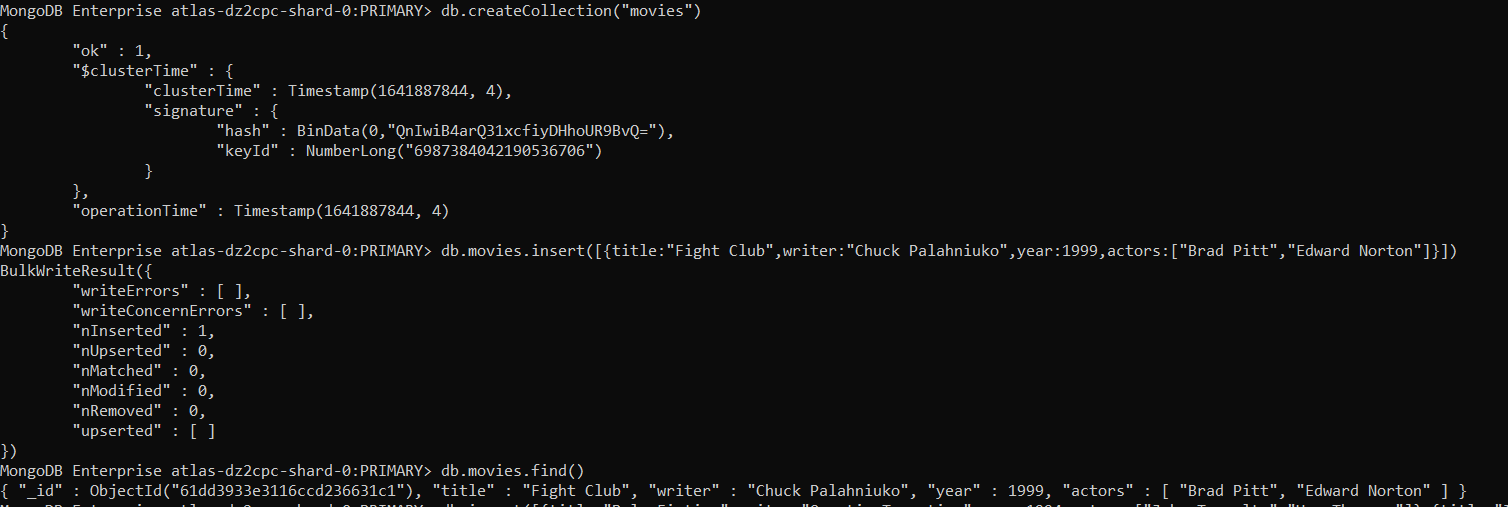 MongoDB Enterprise atlas-dz2cpc-shard-0:PRIMARY> db.createCollection("movies")
{
"ok" : 1,
"$clusterTime" : {
"clusterTime" : Timestamp(1641887844, 4),
"signature" : {
"hash" : BinData(0,"QnIwiB4arQ31xcfiyDHhoUR9BvQ="),
"keyId" : NumberLong("6987384042190536706")
}
},
"operationTime" : Timestamp(1641887844, 4)
}
MongoDB Enterprise atlas-dz2cpc-shard-0:PRIMARY> db.movies.insert([{title:"Fight Club",writer:"Chuck Palahniuko",year:1999,actors:["Brad Pitt","Edward Norton"]}])
BulkWriteResult({
"writeErrors" : [ ],
"writeConcernErrors" : [ ],
"nInserted" : 1,
"nUpserted" : 0,
"nMatched" : 0,
"nModified" : 0,
"nRemoved" : 0,
"upserted" : [ ]
})
MongoDB Enterprise atlas-dz2cpc-shard-0:PRIMARY> db.movies.find()
{ "_id" : ObjectId("61dd3933e3116ccd236631c1"), "title" : "Fight Club", "writer" : "Chuck Palahniuko", "year" : 1999, "actors" : [ "Brad Pitt", "Edward Norton" ] }